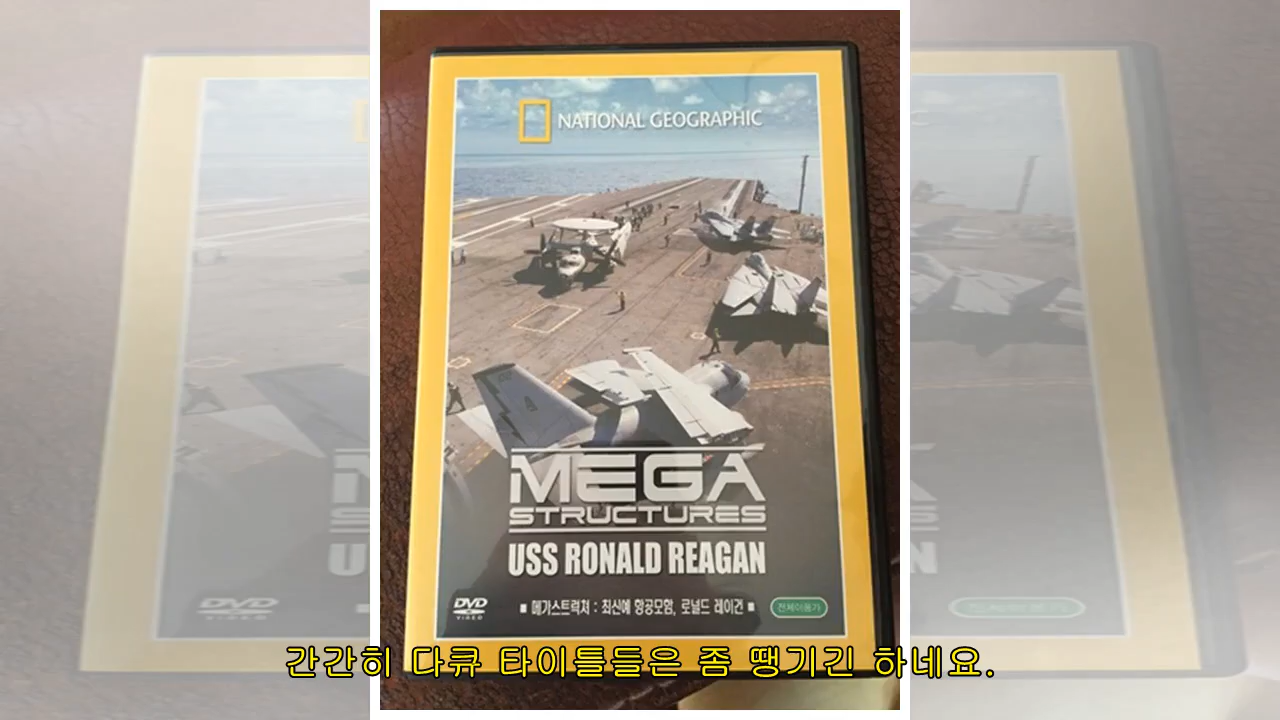 NATIONAL GEOGRAPHIC
MEGA
STRUCTURES
USS RONALD REAGAN
DVD
VIDEO
■ 메가스트럭쳐 : 최신예 항공모함, 로널드 레이건 ■
전체이용가
간간히 다큐 타이틀들은 좀 땡기긴 하네요.